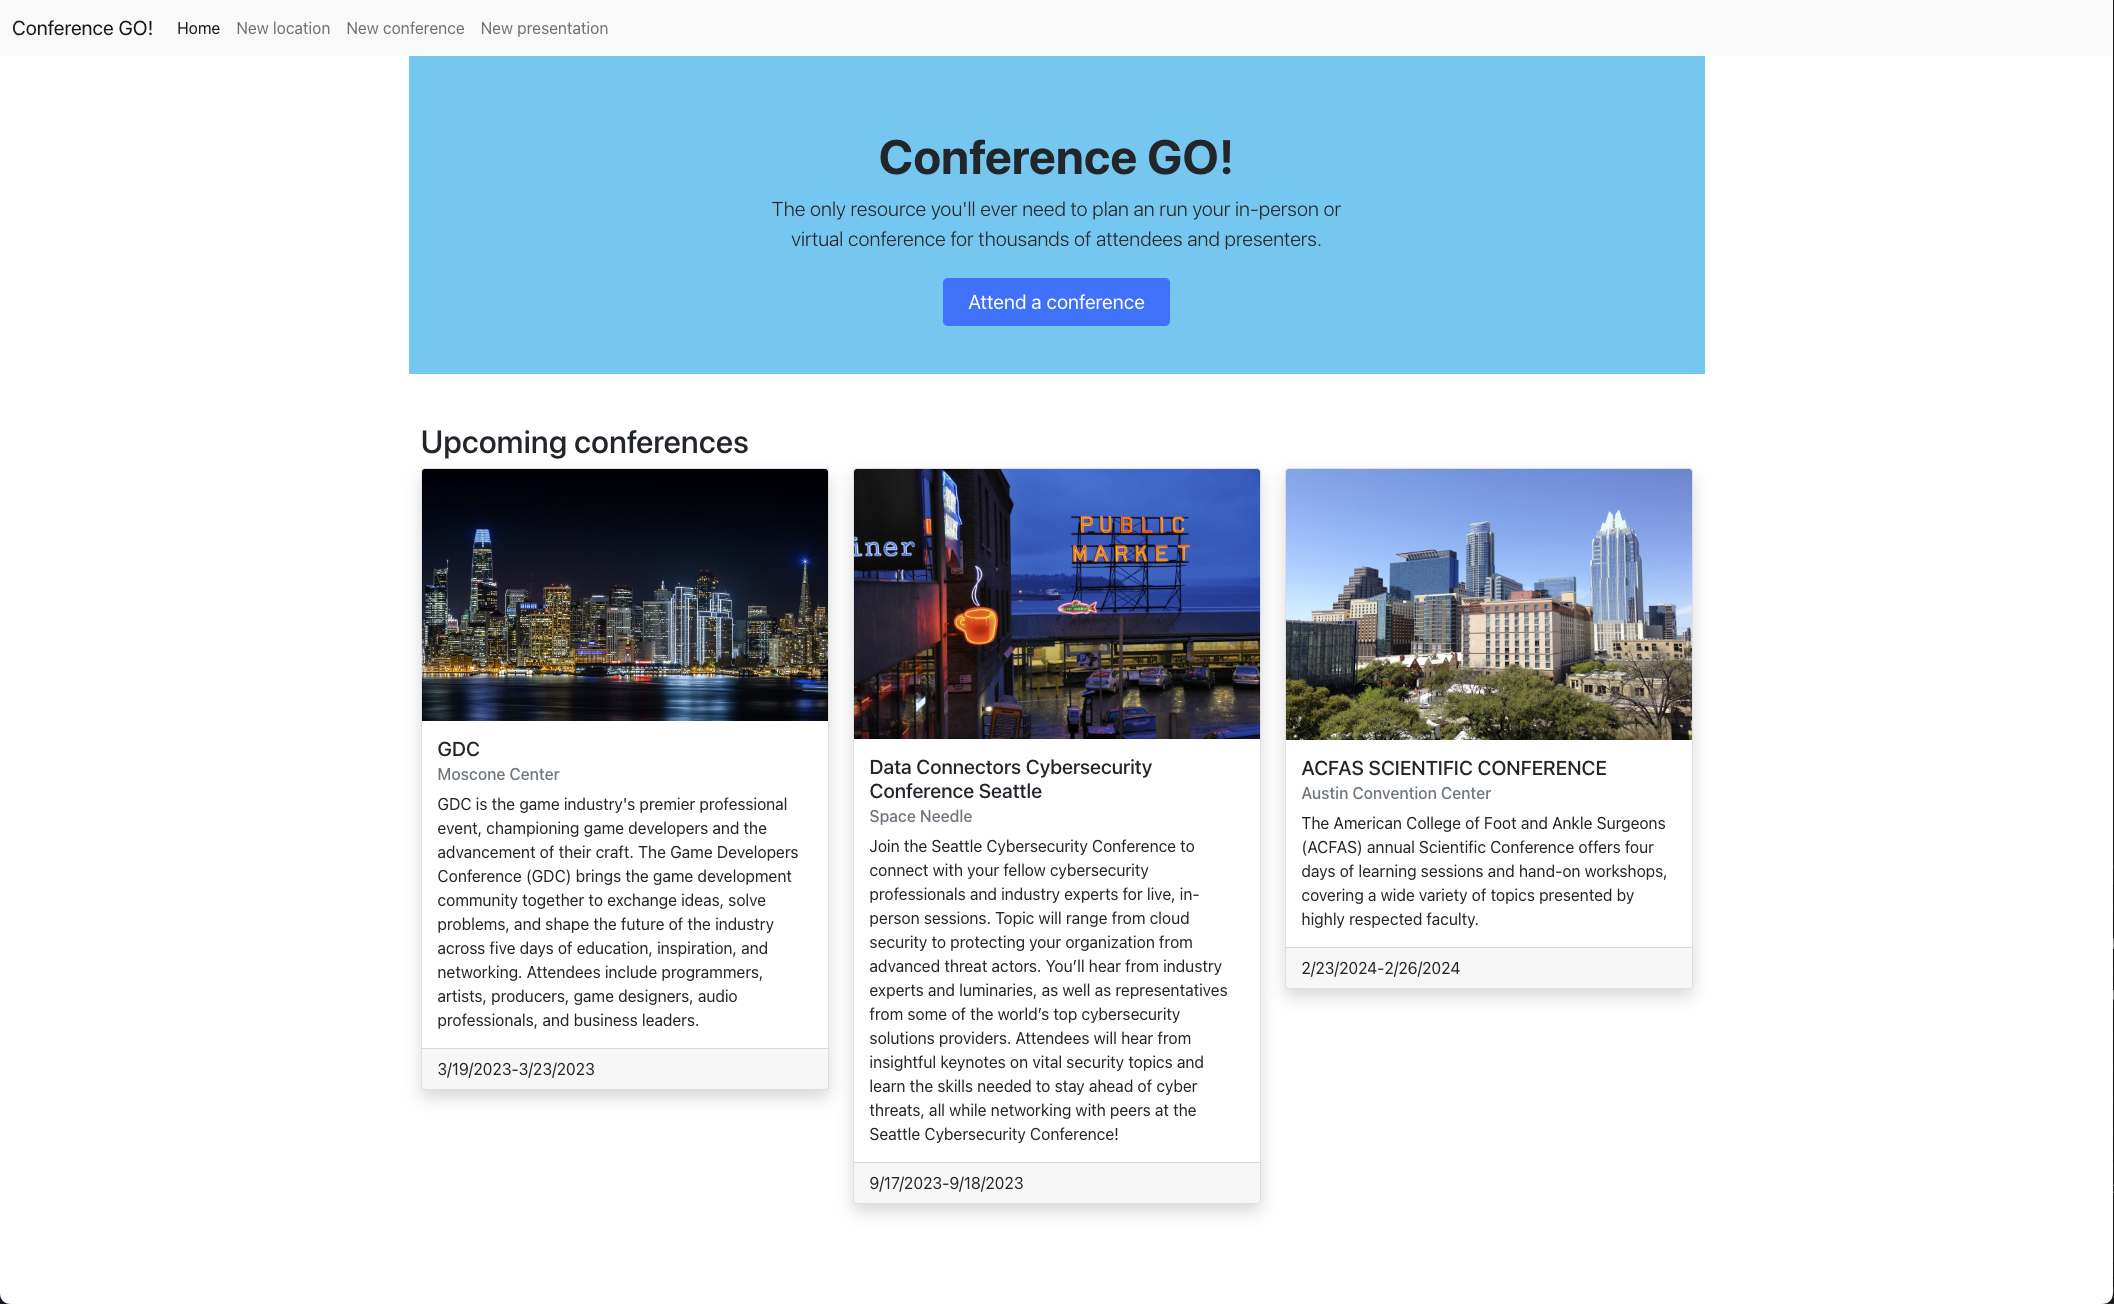 Conference GO! Home New location New conference New presentation
Conference GO!
The only resource you'll ever need to plan an run your in-person or
virtual conference for thousands of attendees and presenters.
Attend a conference
Upcoming conferences
GDC
Moscone Center
GDC is the game industry's premier professional
event, championing game developers and the
advancement of their craft. The Game Developers
Conference (GDC) brings the game development
community together to exchange ideas, solve
problems, and shape the future of the industry
across five days of education, inspiration, and
networking. Attendees include programmers,
artists, producers, game designers, audio
professionals, and business leaders.
3/19/2023-3/23/2023
iner
PUBLIC
MARKET
Data Connectors Cybersecurity
Conference Seattle
Space Needle
Join the Seattle Cybersecurity Conference to
connect with your fellow cybersecurity
professionals and industry experts for live, in-
person sessions. Topic will range from cloud
security to protecting your organization from
advanced threat actors. You’ll hear from industry
experts and luminaries, as well as representatives
from some of the world’s top cybersecurity
solutions providers. Attendees will hear from
insightful keynotes on vital security topics and
learn the skills needed to stay ahead of cyber
threats, all while networking with peers at the
Seattle Cybersecurity Conference!
9/17/2023-9/18/2023
ACFAS SCIENTIFIC CONFERENCE
Austin Convention Center
The American College of Foot and Ankle Surgeons
(ACFAS) annual Scientific Conference offers four
days of learning sessions and hand-on workshops,
covering a wide variety of topics presented by
highly respected faculty.
2/23/2024-2/26/2024